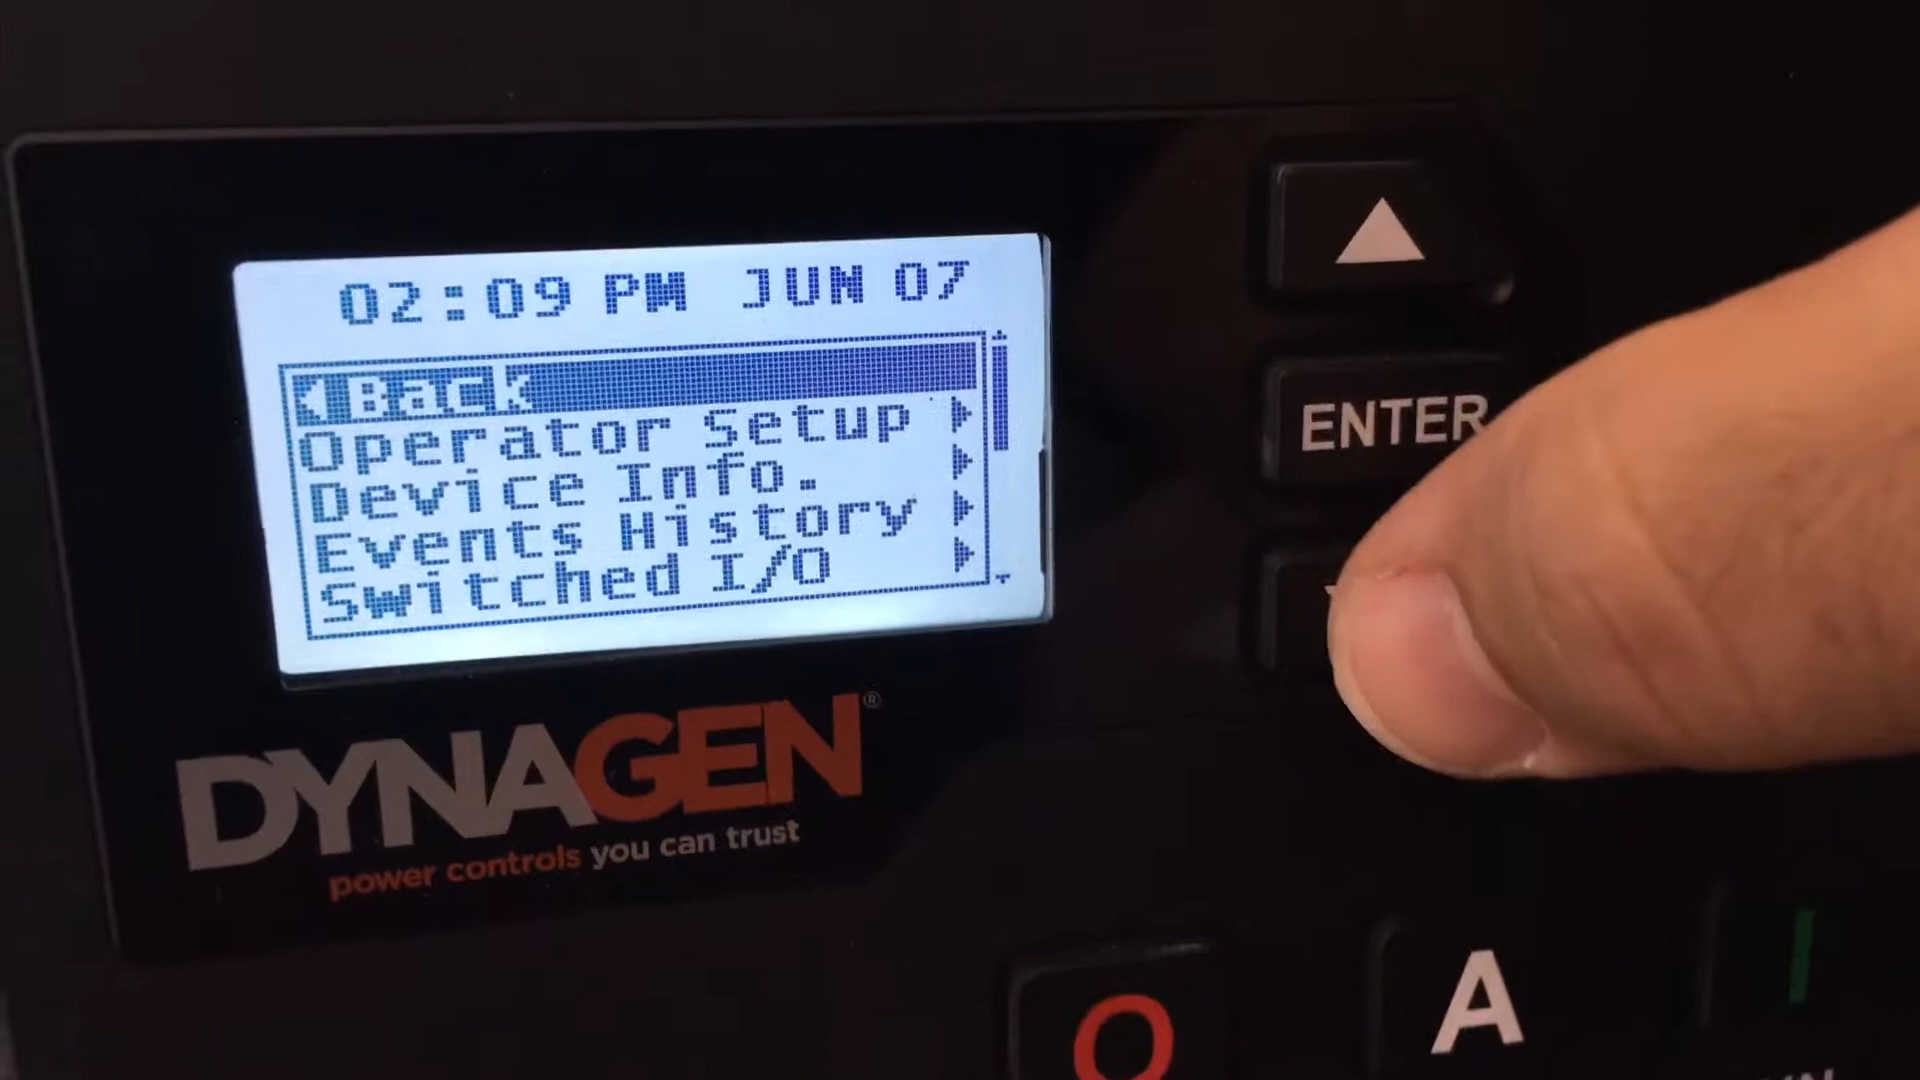 02:09 PM JUN 07
Back
Operator Setup
Device Info.
Events History
Switched I/O
ENTER
DYNAGEN®
power controls you can trust
O
A
I